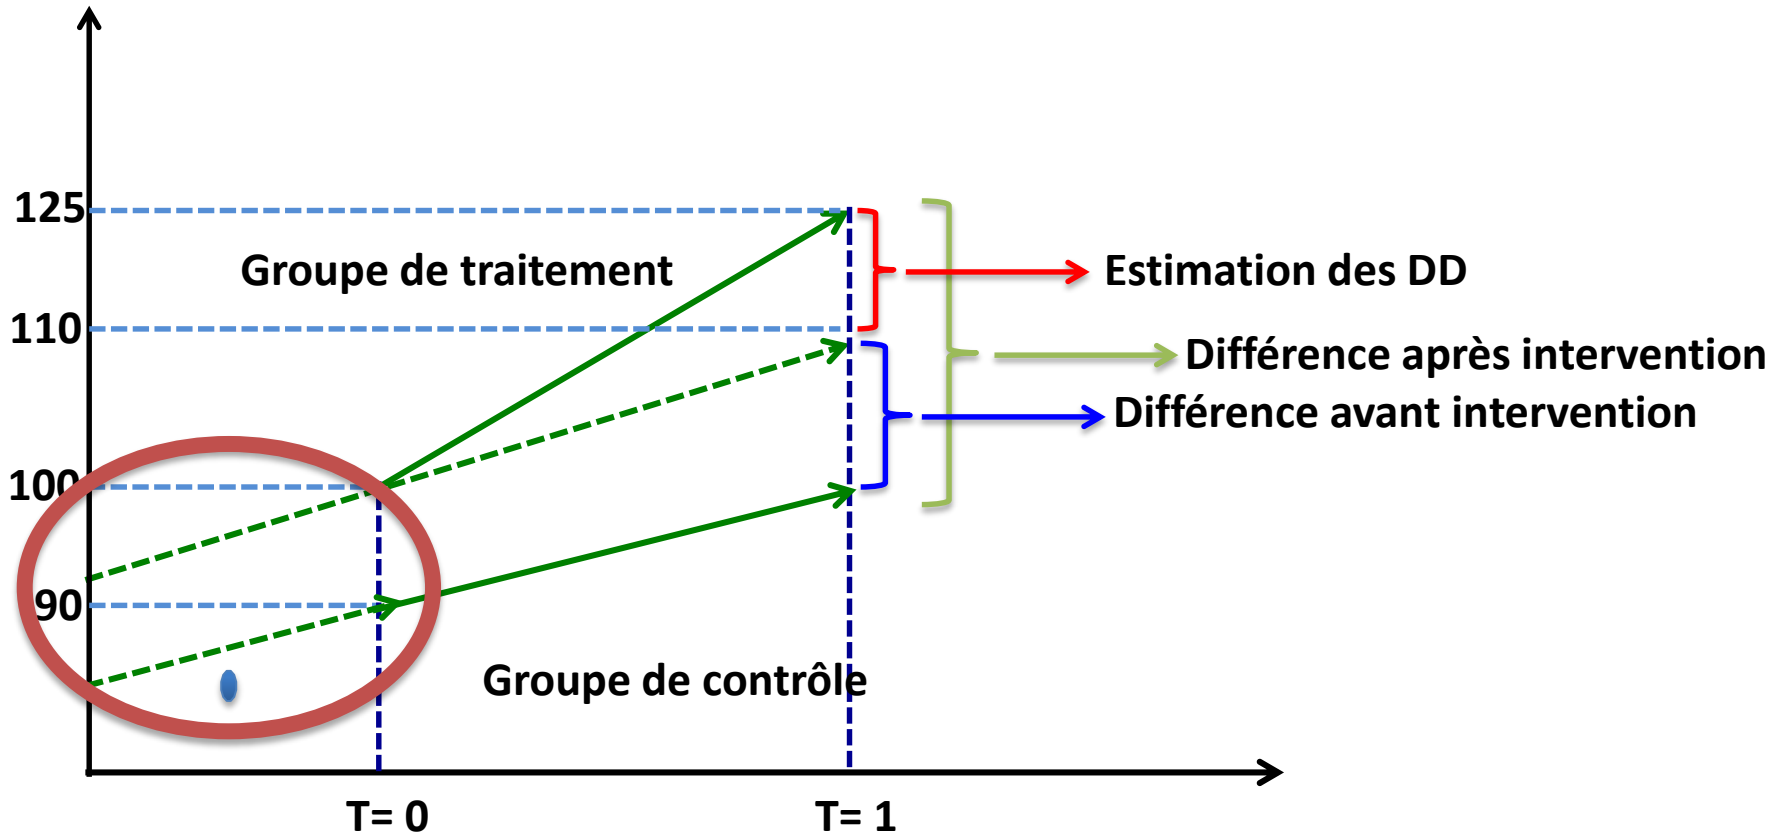 125
Groupe de traitement
Estimation des DD
110
Différence après intervention
Différence avant intervention
100
90
Groupe de contrôle
T= 0
T= 1